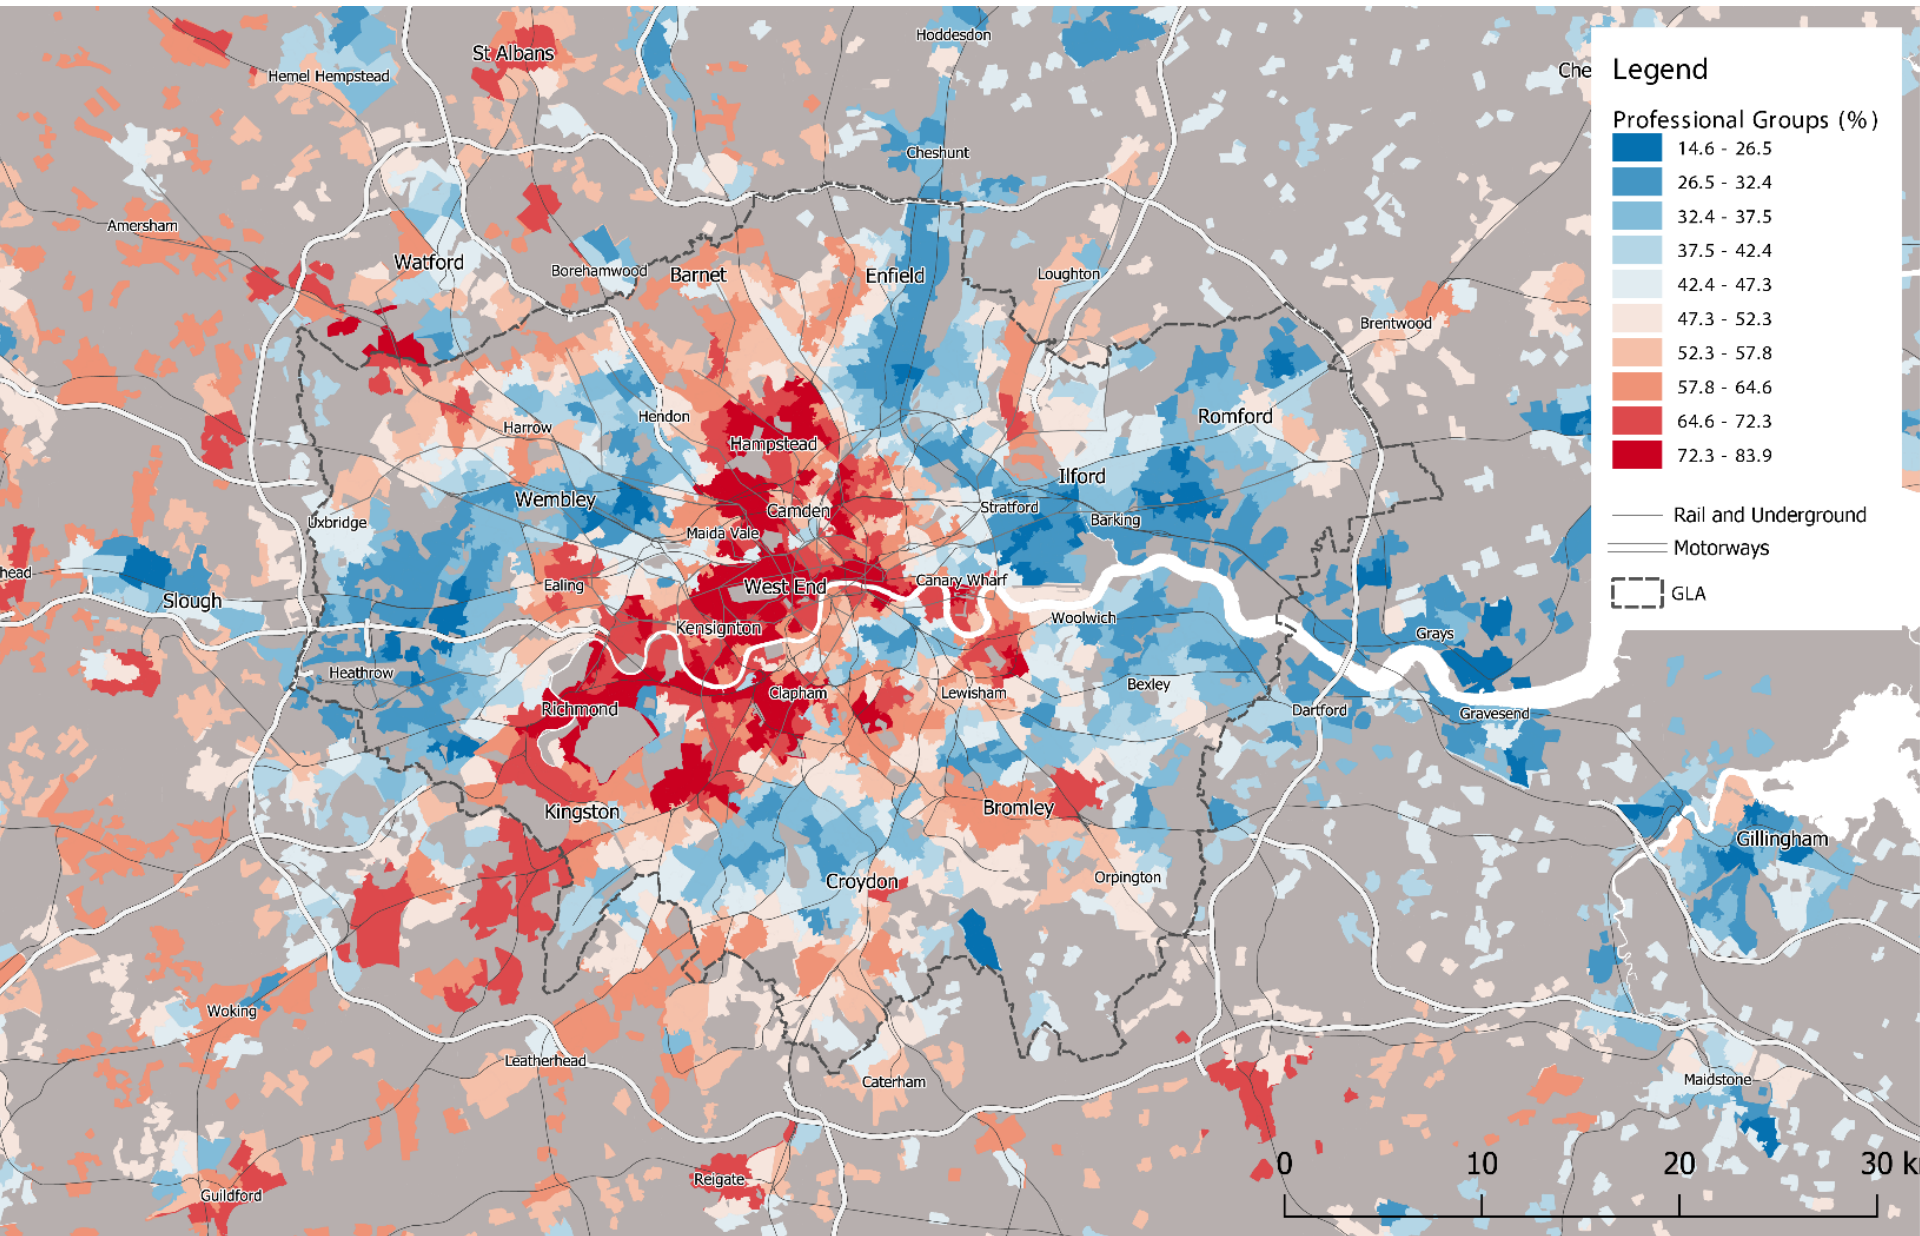 Hoddesdon
St Albans
Hemel Hempstead
Che
Legend
Professional Groups (%)
14.6 - 26.5
26.5 - 32.4
32.4 - 37.5
37.5 - 42.4
42.4 - 47.3
47.3 - 52.3
52.3 - 57.8
57.8 - 64.6
64.6 - 72.3
72.3 - 83.9
Rail and Underground
Motorways
GLA
Cheshunt
Amersham
Watford
Borehamwood
Barnet
Enfield
Loughton
Brentwood
Harrow
Hendon
Hampstead
Romford
Ilford
Wembley
Camden
Stratford
Barking
Uxbridge
Maida Vale
head
Ealing
West End
Canary Wharf
Slough
Kensignton
Woolwich
Grays
Heathrow
Richmond
Clapham
Lewisham
Bexley
Dartford
Gravesend
Kingston
Bromley
Gillingham
Croydon
Orpington
Woking
Leatherhead
Caterham
Maidstone
Reigate
Guildford
0 10 20 30 k